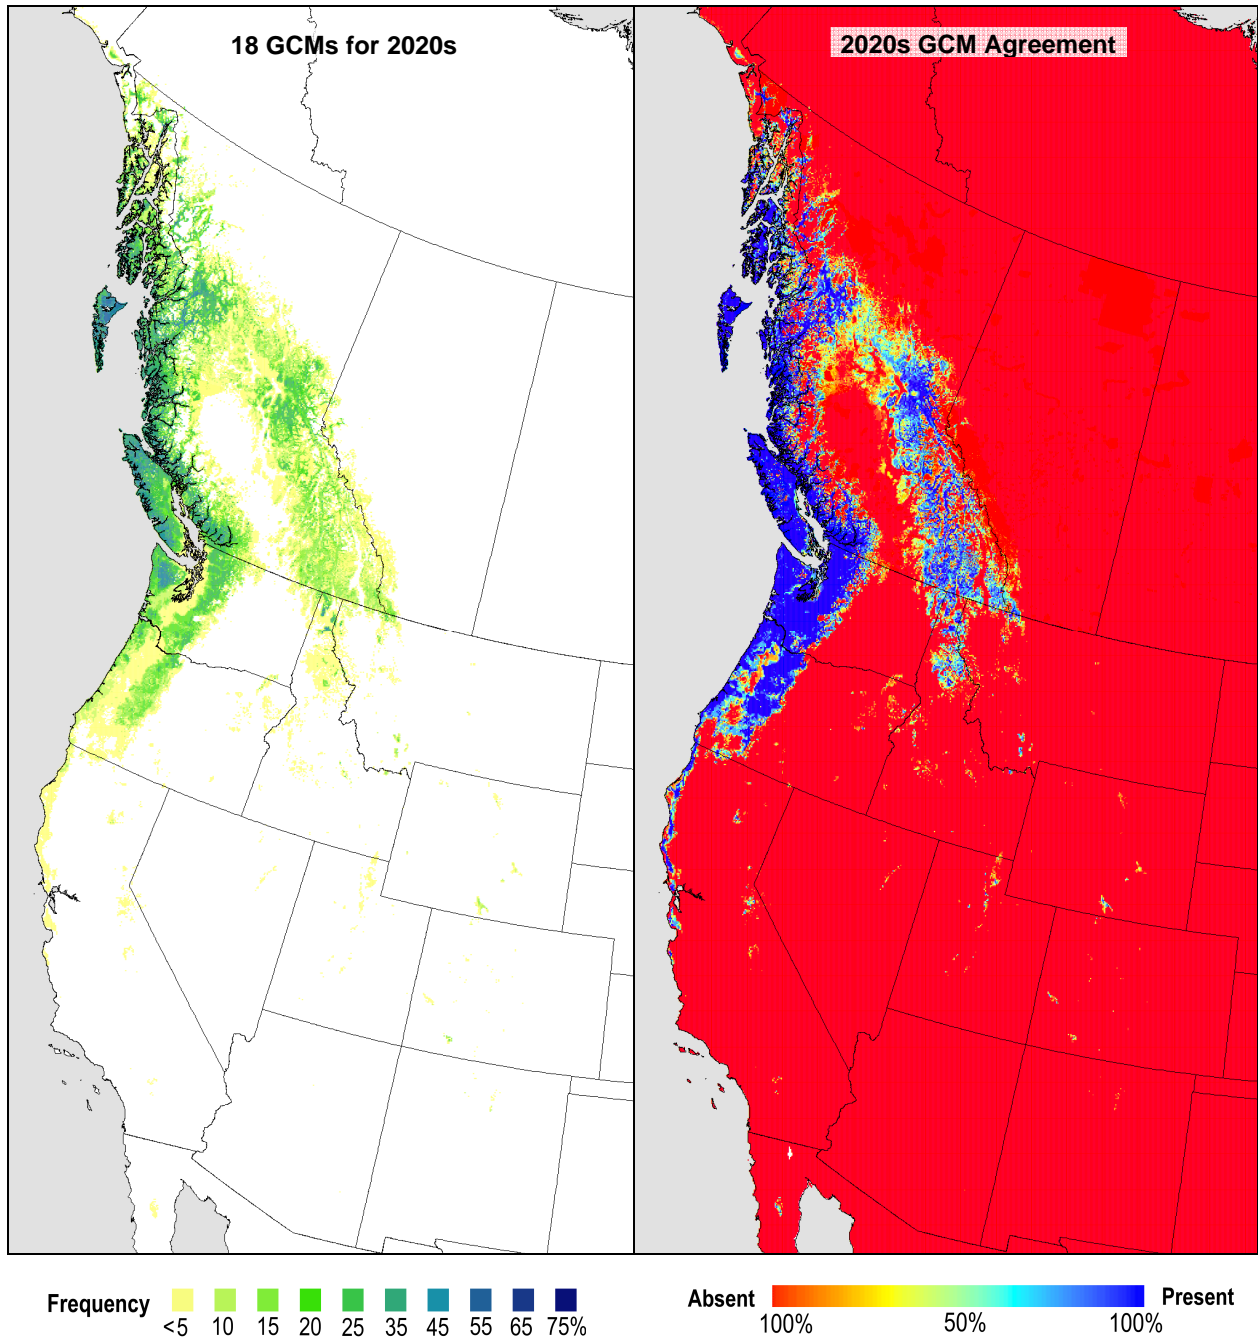 18 GCMs for 2020s
2020s GCM Agreement
Frequency
<5 10 15 20 25 35 45 55 65 75%
Absent Present
100% 50% 100%